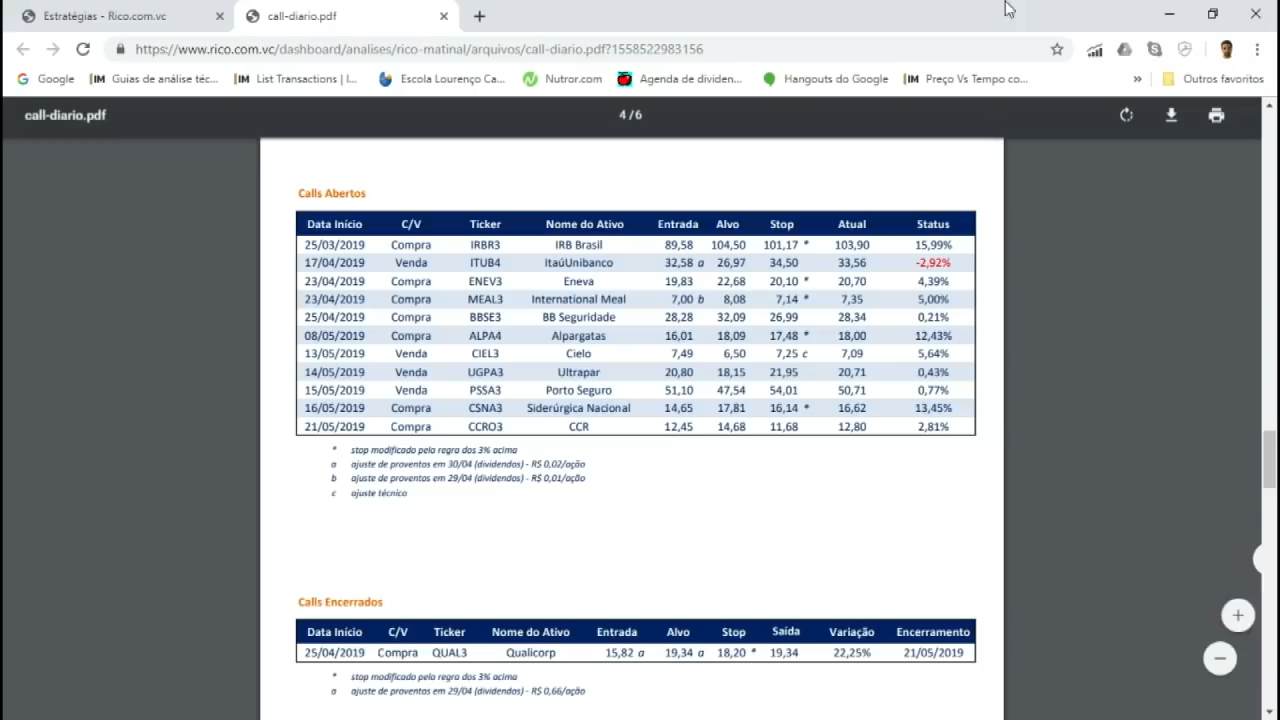 Estratégias - Rico.com.vc
call-diario.pdf
https://www.rico.com.vc/dashboard/analises/rico-matinal/arquivos/call-diario.pdf?1558522983156
Google
Guias de análise téc...
List Transactions | I...
Escola Lourenço Ca...
Nutror.com
Agenda de dividen...
Hangouts do Google
Preço Vs Tempo co...
»
Outros favoritos
call-diario.pdf
4 / 6
Calls Abertos
Data Início C/V Ticker Nome do Ativo Entrada Alvo Stop Atual Status
25/03/2019 Compra IRBR3 IRB Brasil 89,58 104,50 101,17 * 103,90 15,99%
17/04/2019 Venda ITUB4 ItaúUnibanco 32,58 a 26,97 34,50 33,56 -2,92%
23/04/2019 Compra ENEV3 Eneva 19,83 22,68 20,10 * 20,70 4,39%
23/04/2019 Compra MEAL3 International Meal 7,00 b 8,08 7,14 * 7,35 5,00%
25/04/2019 Compra BBSE3 BB Seguridade 28,28 32,09 26,99 28,34 0,21%
08/05/2019 Compra ALPA4 Alpargatas 16,01 18,09 17,48 * 18,00 12,43%
13/05/2019 Venda CIEL3 Cielo 7,49 6,50 7,25 c 7,09 5,64%
14/05/2019 Venda UGPA3 Ultrapar 20,80 18,15 21,95 20,71 0,43%
15/05/2019 Venda PSSA3 Porto Seguro 51,10 47,54 54,01 50,71 0,77%
16/05/2019 Compra CSNA3 Siderúrgica Nacional 14,65 17,81 16,14 * 16,62 13,45%
21/05/2019 Compra CCRO3 CCR 12,45 14,68 11,68 12,80 2,81%
* stop modificado pela regra dos 3% acima
a ajuste de proventos em 30/04 (dividendos) - R$ 0,02/ação
b ajuste de proventos em 29/04 (dividendos) - R$ 0,01/ação
c ajuste técnico
Calls Encerrados
Data Início C/V Ticker Nome do Ativo Entrada Alvo Stop Saída Variação Encerramento
25/04/2019 Compra QUAL3 Qualicorp 15,82 a 19,34 a 18,20 * 19,34 22,25% 21/05/2019
* stop modificado pela regra dos 3% acima
a ajuste de proventos em 29/04 (dividendos) - R$ 0,66/ação